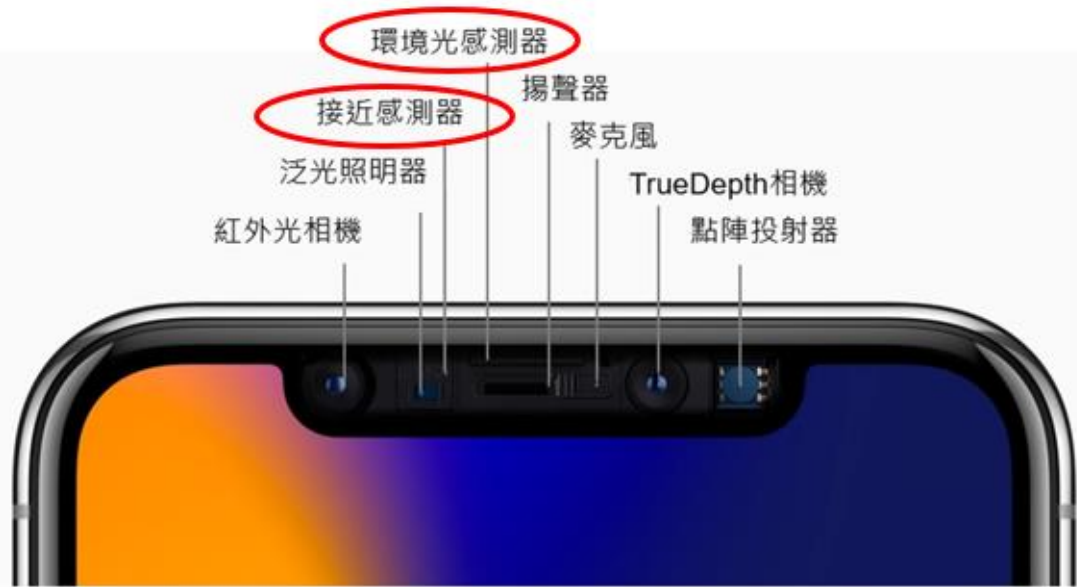 環境光感測器
揚聲器
接近感測器
麥克風
泛光照明器
TrueDepth相機
紅外光相機
點陣投射器